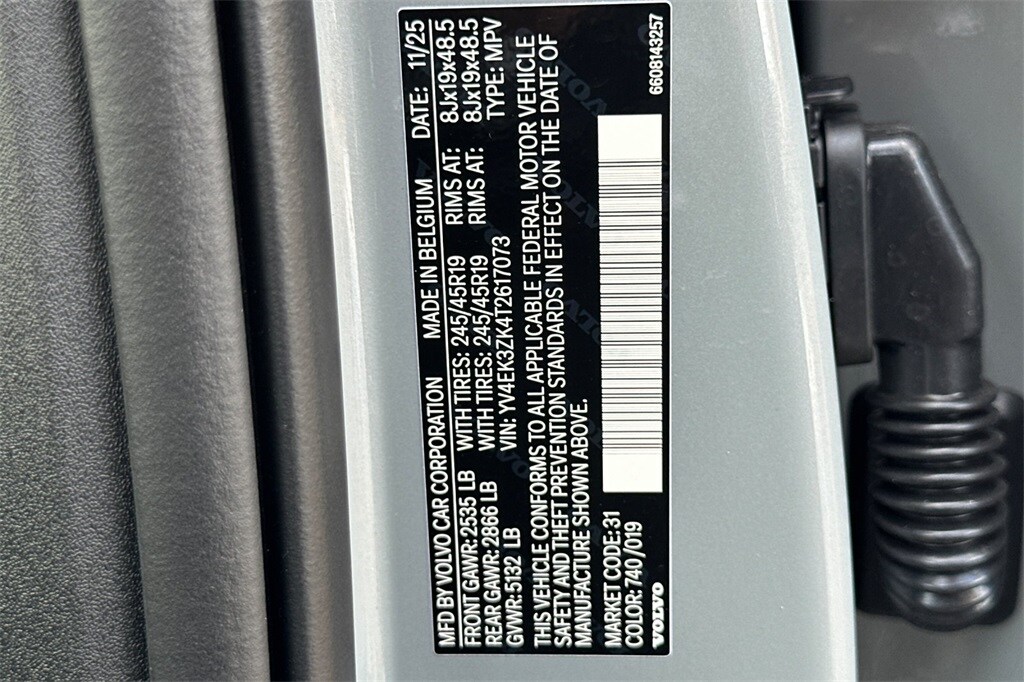 MFD BY VOLVO CAR CORPORATION MADE IN BELGIUM DATE: 11/25
FRONT GAWR: 2535 LB WITH TIRES: 245/45R19 RIMS AT: 8Jx19x48.5
REAR GAWR: 2866 LB WITH TIRES: 245/45R19 RIMS AT: 8Jx19x48.5
GVWR: 5132 LB VIN: YV4EK3ZK4T2617073 TYPE: MPV
THIS VEHICLE CONFORMS TO ALL APPLICABLE FEDERAL MOTOR VEHICLE
SAFETY AND THEFT PREVENTION STANDARDS IN EFFECT ON THE DATE OF
MANUFACTURE SHOWN ABOVE.
MARKET CODE: 31
COLOR: 740/019
VOLVO 6608143257